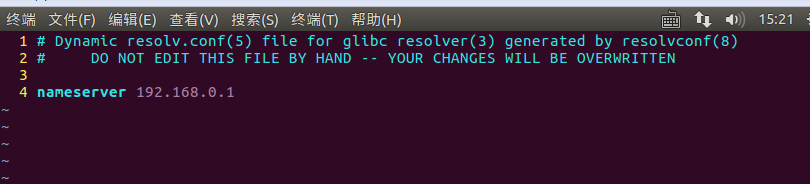 终端 文件(F) 编辑(E) 查看(V) 搜索(S) 终端(T) 帮助(H) 15:21
1 # Dynamic resolv.conf(5) file for glibc resolver(3) generated by resolvconf(8)
2 #     DO NOT EDIT THIS FILE BY HAND -- YOUR CHANGES WILL BE OVERWRITTEN
3
4 nameserver 192.168.0.1
~
~
~
~
~